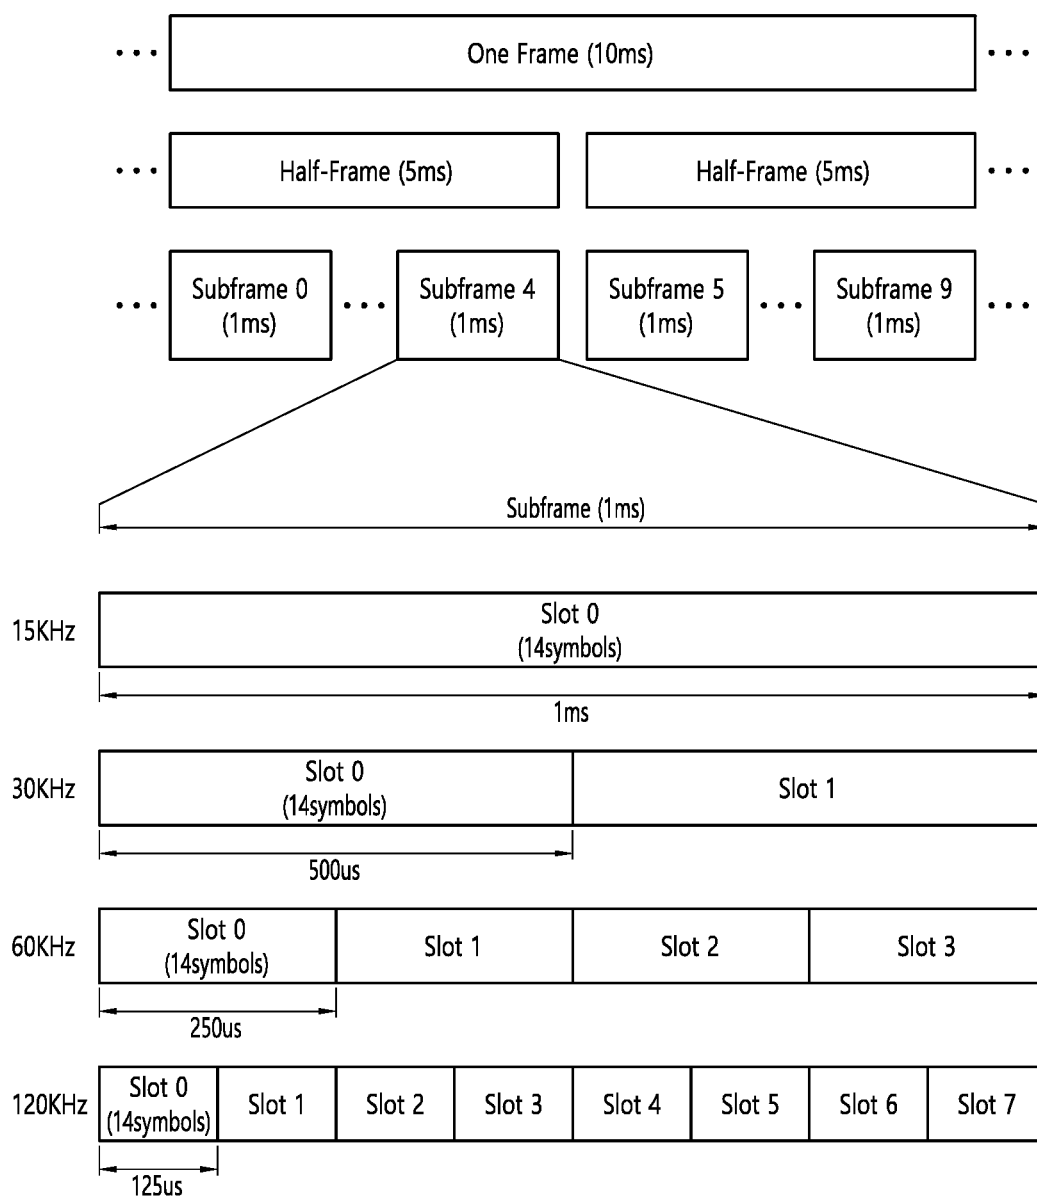 One Frame (10ms)
Half-Frame (5ms) Half-Frame (5ms)
Subframe 0 Subframe 4 Subframe 5 Subframe 9
(1ms) (1ms) (1ms) (1ms)
Subframe (1ms)
15KHz Slot 0
(14symbols)
1ms
30KHz Slot 0 Slot 1
(14symbols)
500us
60KHz Slot 0 Slot 1 Slot 2 Slot 3
(14symbols)
250us
120KHz Slot 0 Slot 1 Slot 2 Slot 3 Slot 4 Slot 5 Slot 6 Slot 7
(14symbols)
125us